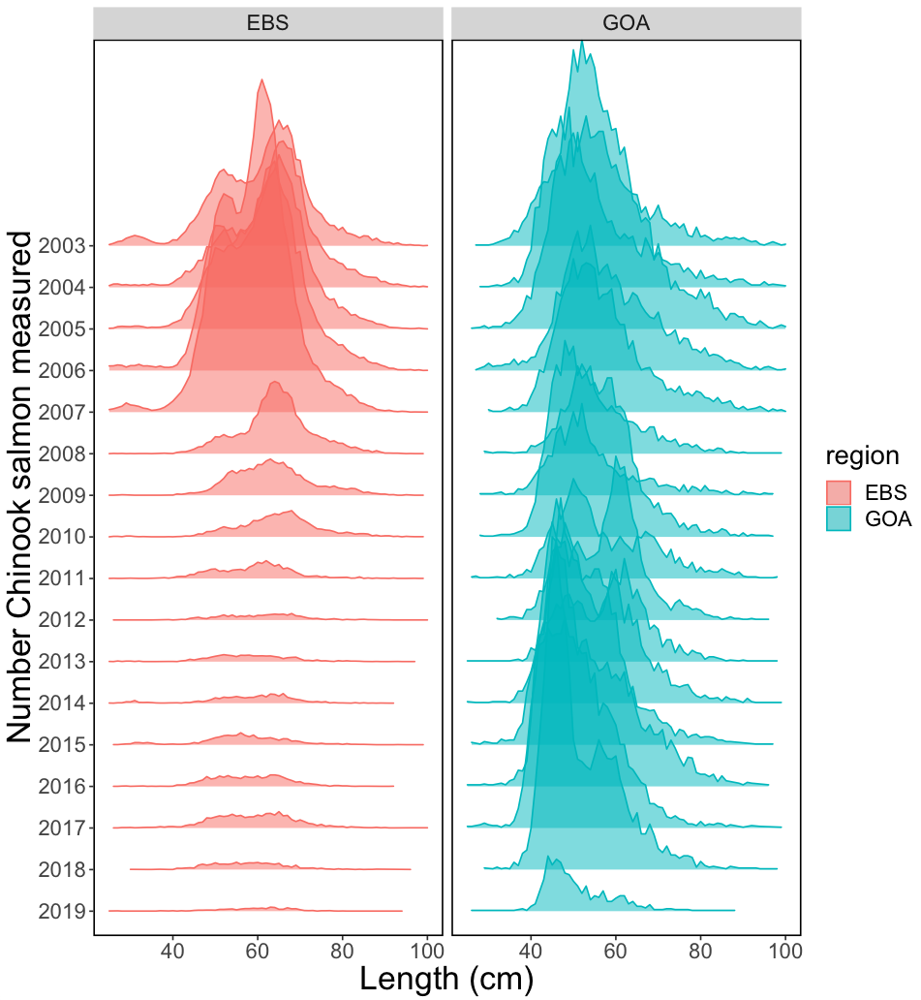 EBS
GOA
Number Chinook salmon measured
2003
2004
2005
2006
2007
2008
2009
2010
2011
2012
2013
2014
2015
2016
2017
2018
2019
40 60 80 100 40 60 80 100
Length (cm)
region
EBS
GOA